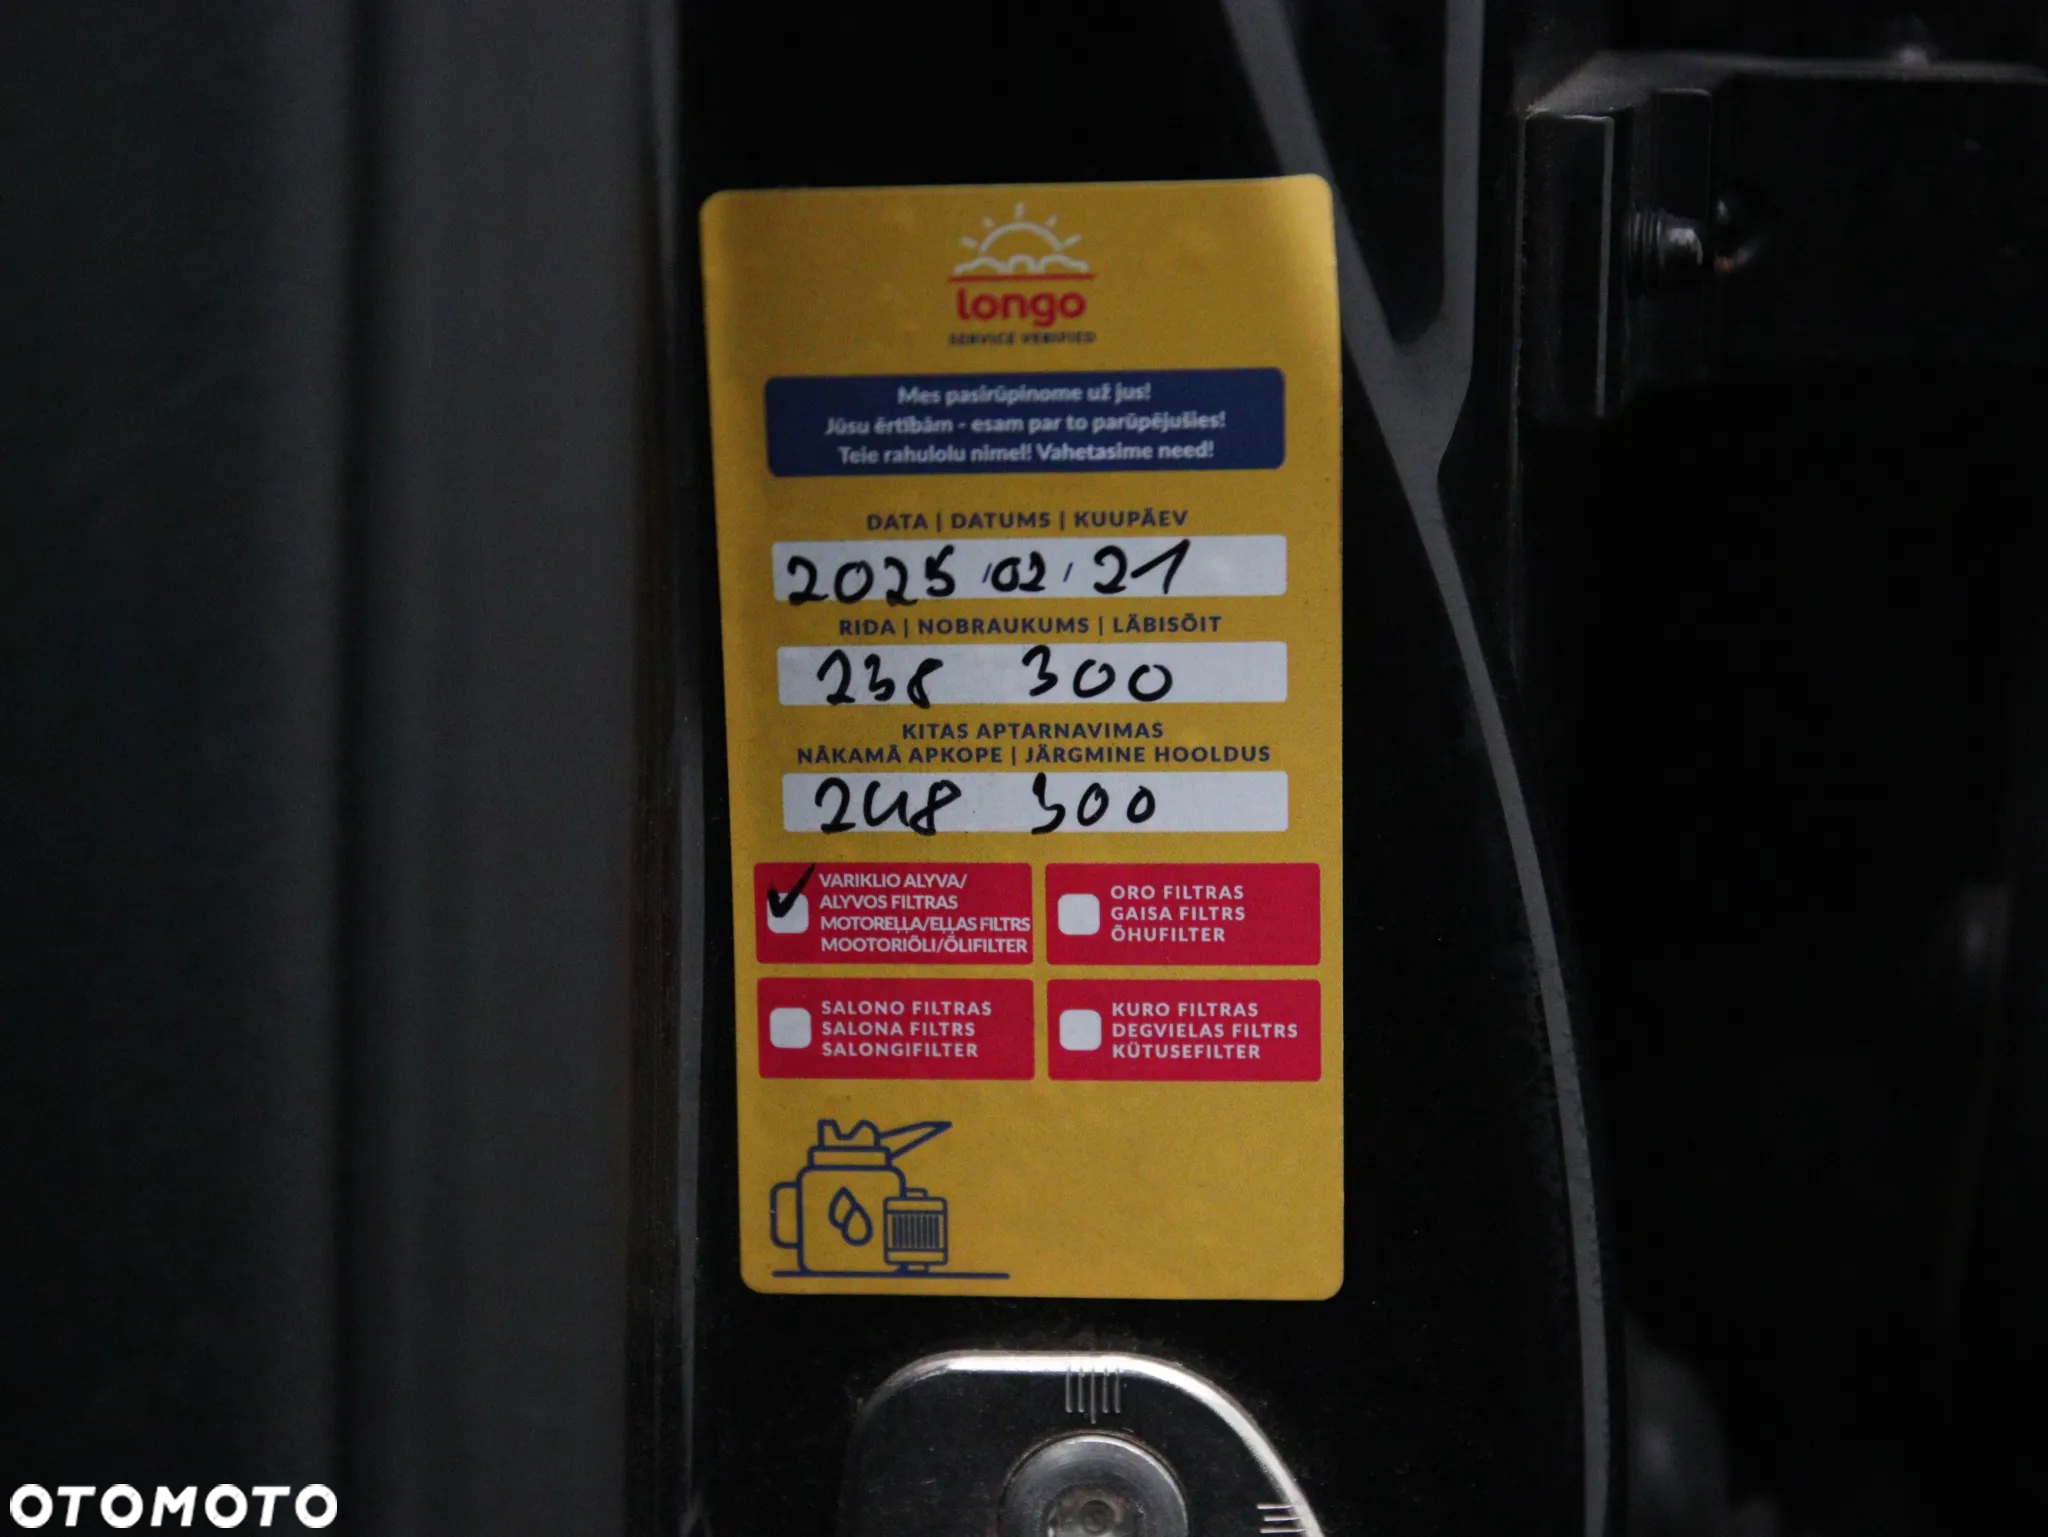 longo
SERVICE VERIFIED
Mes pasirūpinome už jus!
Jūsu ērtībām - esam par to parūpējušies!
Teie rahulolu nimel! Vahetasime need!
DATA | DATUMS | KUUPÄEV
2025/02/21
RIDA | NOBRAUKUMS | LÄBISÕIT
238 300
KITAS APTARNAVIMAS
NĀKAMĀ APKOPE | JÄRGMINE HOOLDUS
248 300
VARIKLIO ALYVA/
ALYVOS FILTRAS
MOTOREĻĻA/EĻĻAS FILTRS
MOOTORIÕLI/ÕLIFILTER
ORO FILTRAS
GAISA FILTRS
ÕHUFILTER
SALONO FILTRAS
SALONA FILTRS
SALONGIFILTER
KURO FILTRAS
DEGVIELAS FILTRS
KÜTUSEFILTER
OTOMOTO